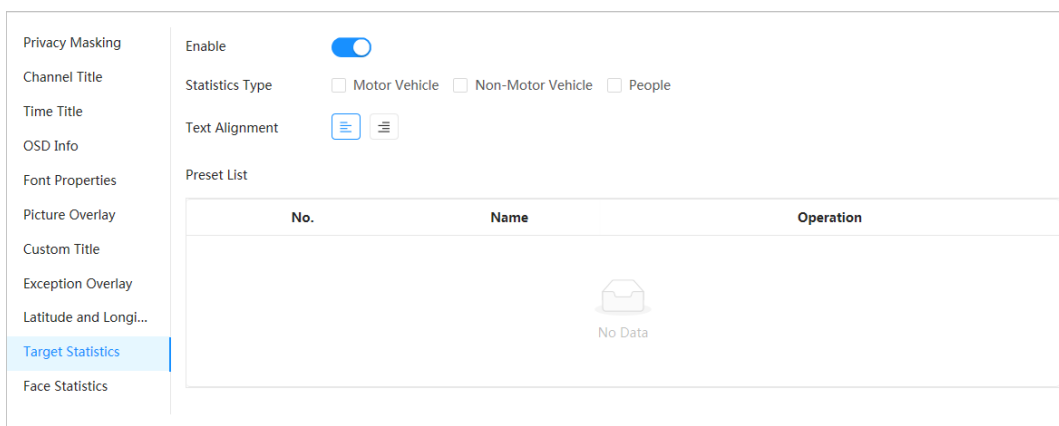 Privacy Masking
Channel Title
Time Title
OSD Info
Font Properties
Picture Overlay
Custom Title
Exception Overlay
Latitude and Longi...
Target Statistics
Face Statistics
Enable
Statistics Type Motor Vehicle Non-Motor Vehicle People
Text Alignment
Preset List
No. Name Operation
No Data